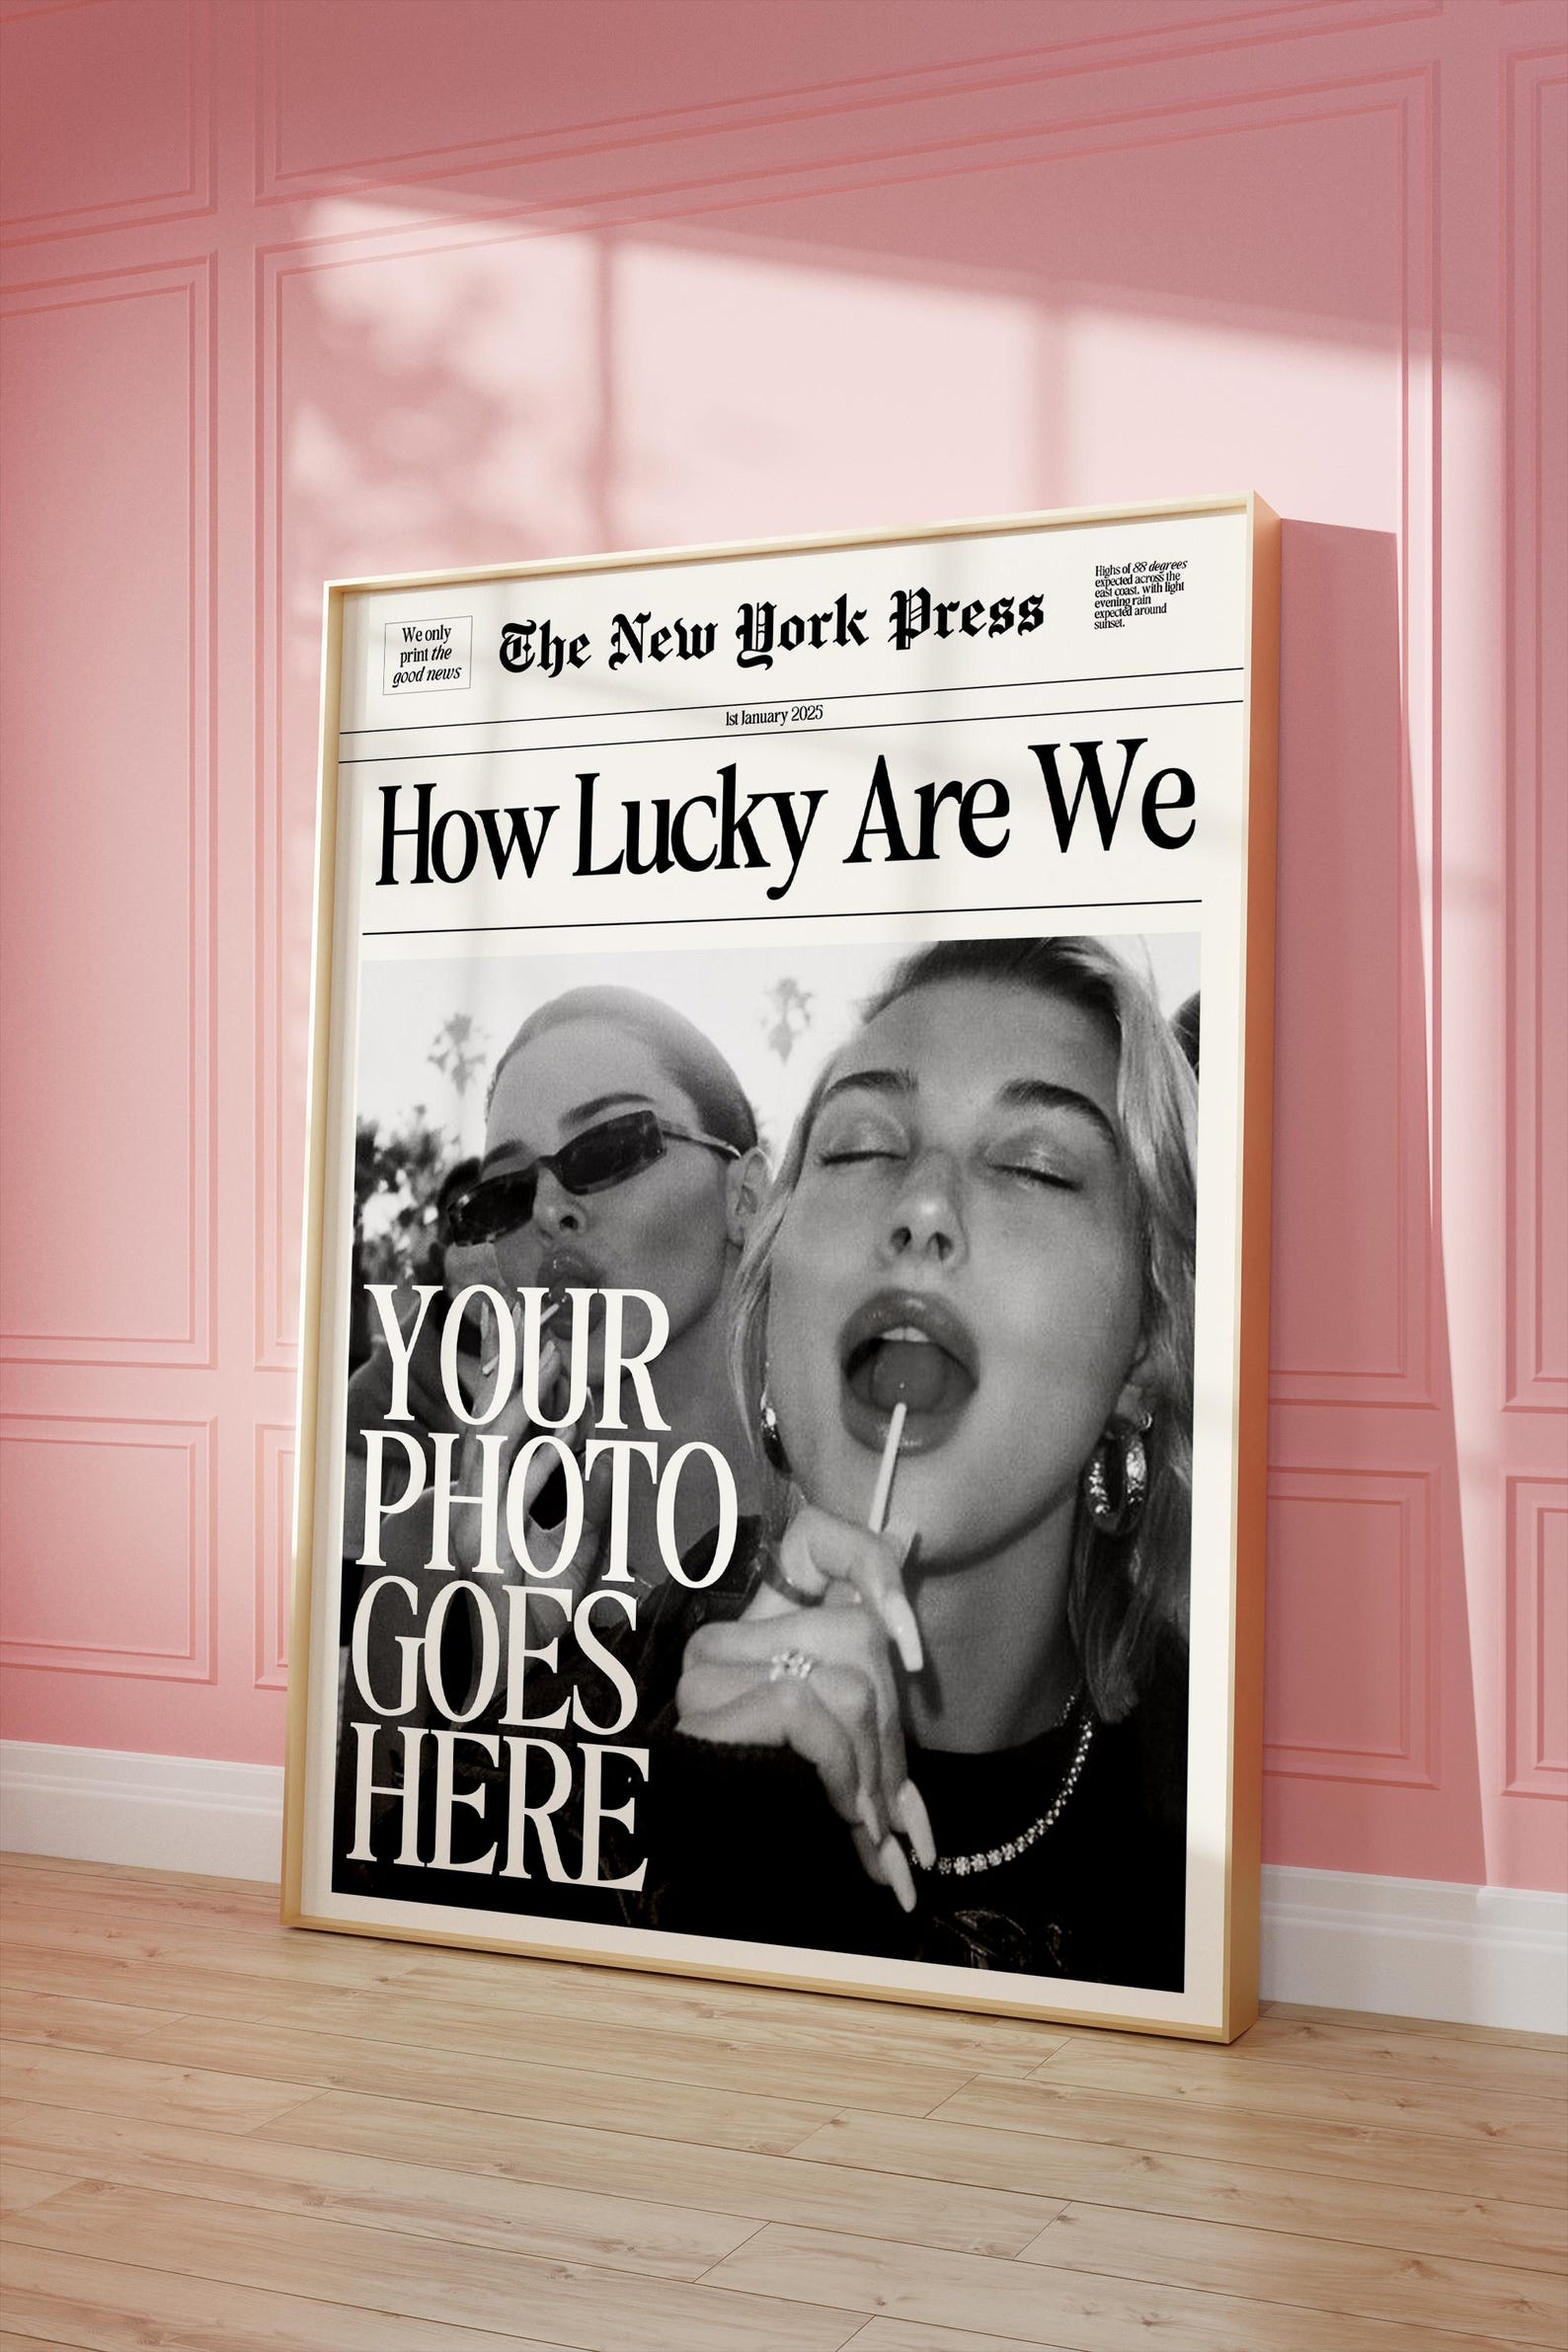 We only
print the
good news
The New York Press
Highs of 88 degrees
expected across the
east coast, with light
evening rain
expected around
sunset.
1st January 2025
How Lucky Are We
YOUR
PHOTO
GOES
HERE